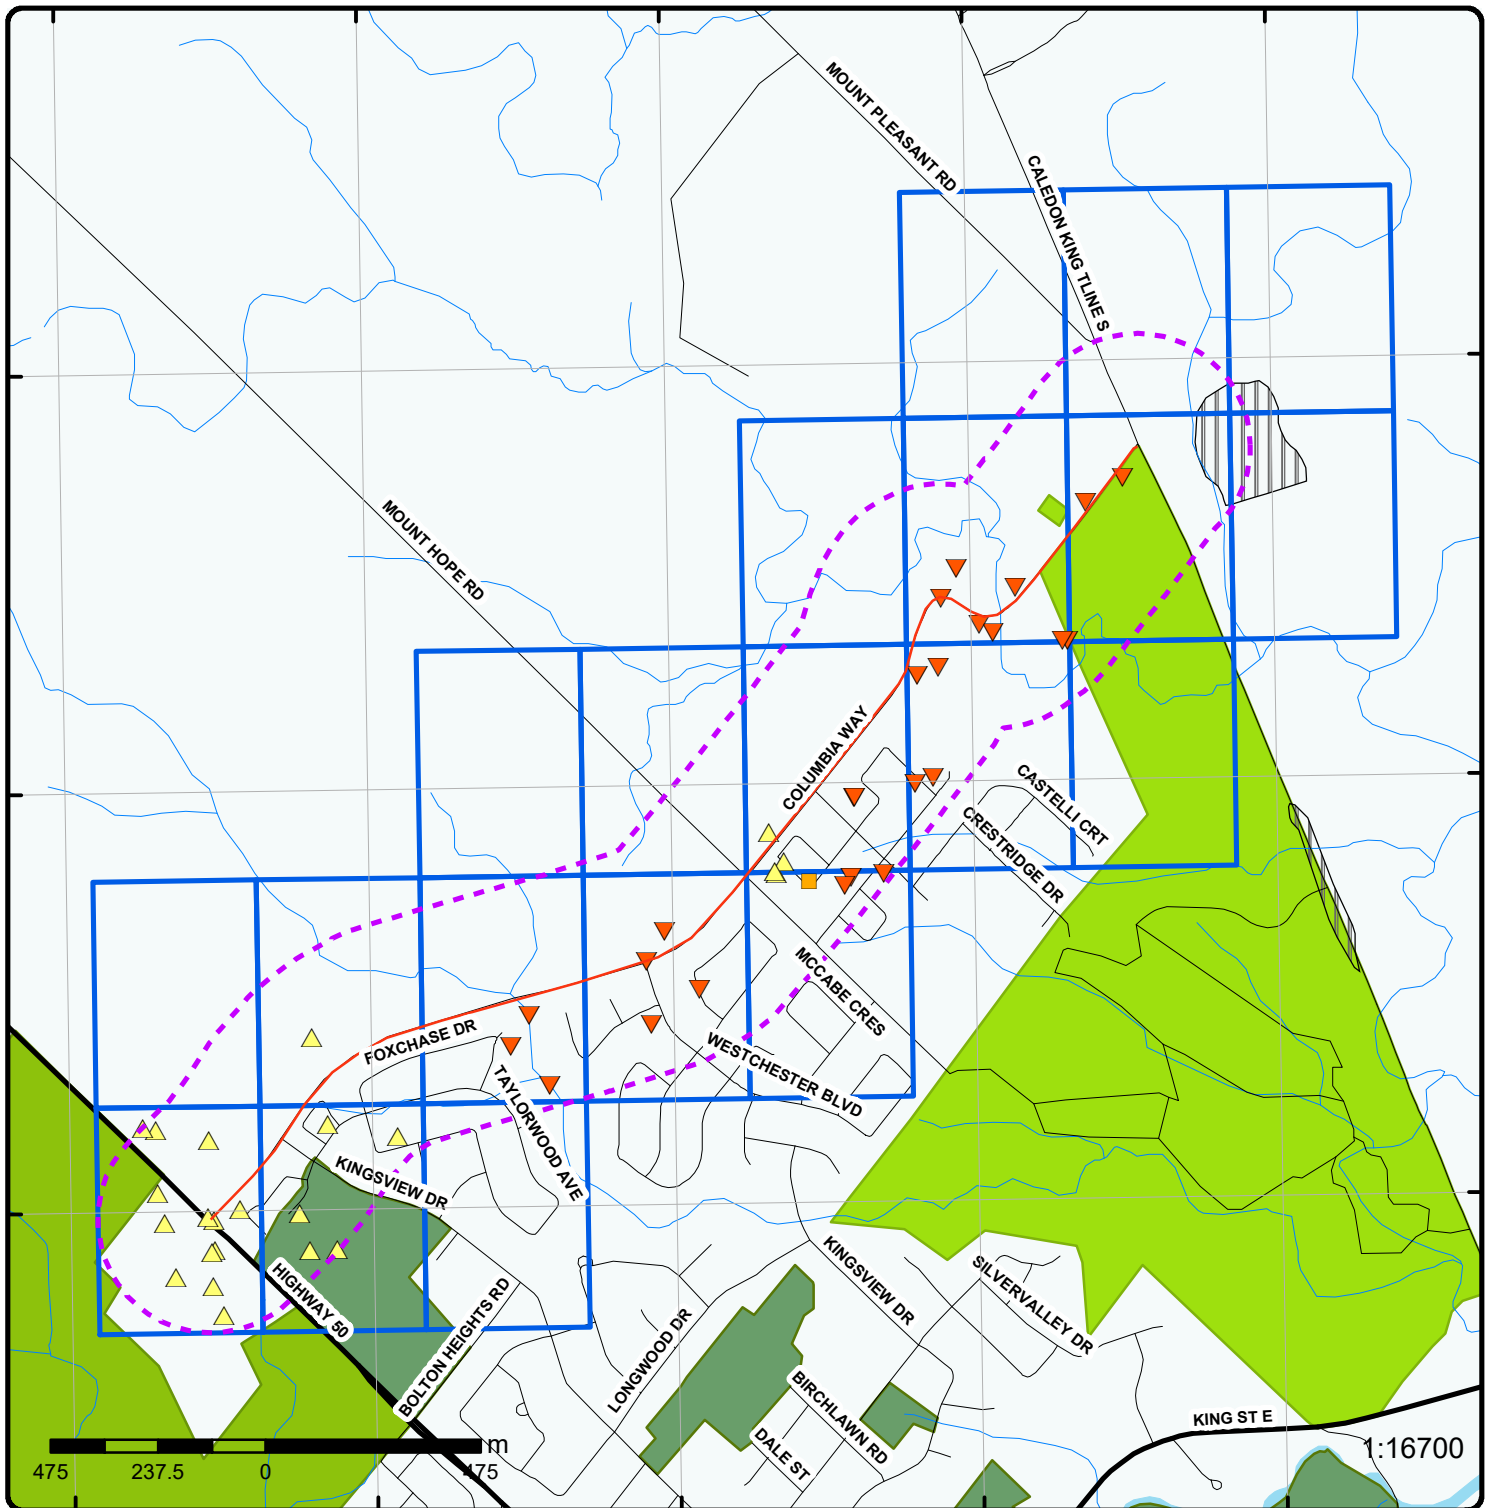 MOUNT PLEASANT RD
CALEDON KING TLINE S
MOUNT HOPE RD
COLUMBIA WAY
CASTELLI CRT
CRESTRIDGE DR
MCCABE CRES
FOXCHASE DR
WESTCHESTER BLVD
TAYLORWOOD AVE
KINGSVIEW DR
HIGHWAY 50
KINGSVIEW DR
SILVERVALLEY DR
BOLTON HEIGHTS RD
LONGWOOD DR
BIRCHLAWN RD
DALE ST
KING ST E
m
475 237.5 0 475
1:16700